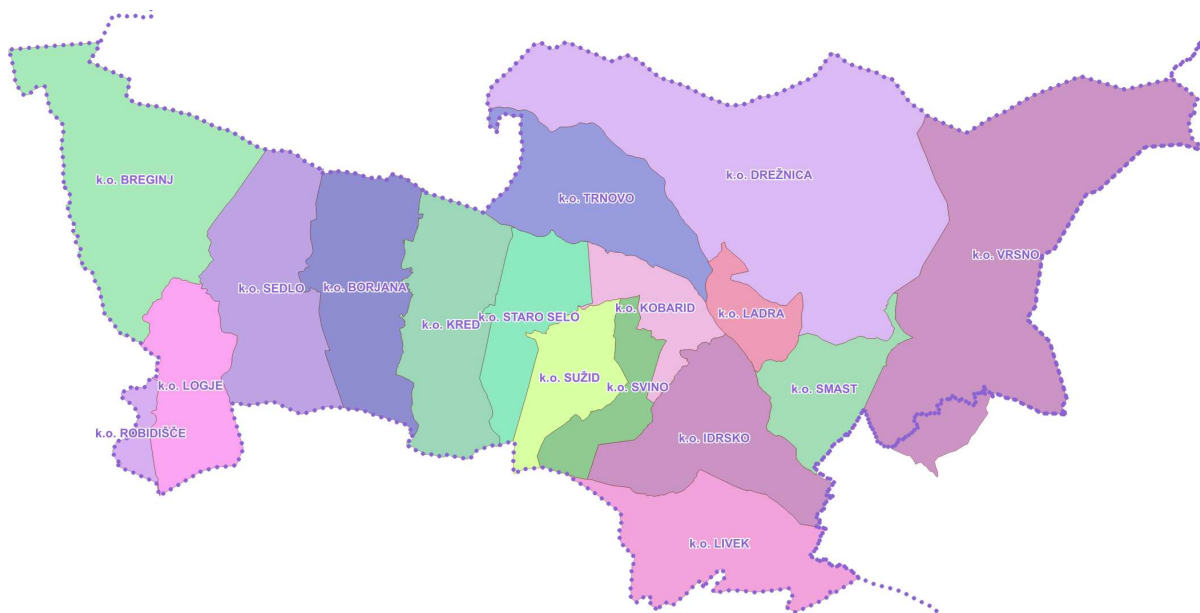 k.o. BREGINJ
k.o. DREŽNICA
k.o. TRNOVO
k.o. VRSNO
k.o. SEDLO
k.o. BORJANA
k.o. KOBARID
k.o. LADRA
k.o. STARO SELO
k.o. KRED
k.o. SUŽID
k.o. LOGJE
k.o. SVINO
k.o. SMAST
k.o. ROBIDIŠČE
k.o. IDRSKO
k.o. LIVEK